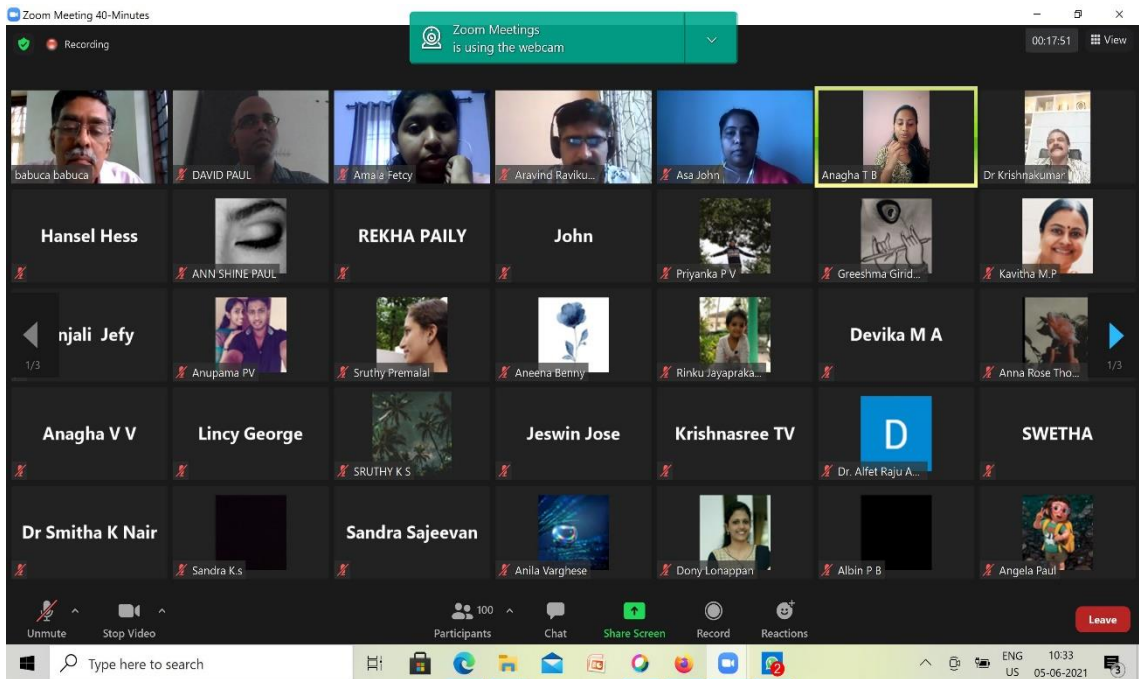 Zoom Meeting 40-Minutes
Zoom Meetings
is using the webcam
Recording
00:17:51
View
babuca babuca
DAVID PAUL
Amala Fetcy
Aravind Raviku...
Asa John
Anagha T B
Dr Krishnakumar
Hansel Hess
ANN SHINE PAUL
REKHA PAILY
John
Priyanka P V
Greeshma Girid...
Kavitha M.P
njali Jefy
Anupama PV
Sruthy Premalal
Aneena Benny
Rinku Jayapraka...
Devika M A
Anna Rose Tho...
1/3
1/3
Anagha V V
Lincy George
SRUTHY K S
Jeswin Jose
Krishnasree TV
D
Dr. Alfet Raju A...
SWETHA
Dr Smitha K Nair
Sandra K.s
Sandra Sajeevan
Anila Varghese
Dony Lonappan
Albin P B
Angela Paul
Unmute
Stop Video
Participants
100
Chat
Share Screen
Record
Reactions
Leave
Type here to search
2
ENG
US
10:33
05-06-2021
3